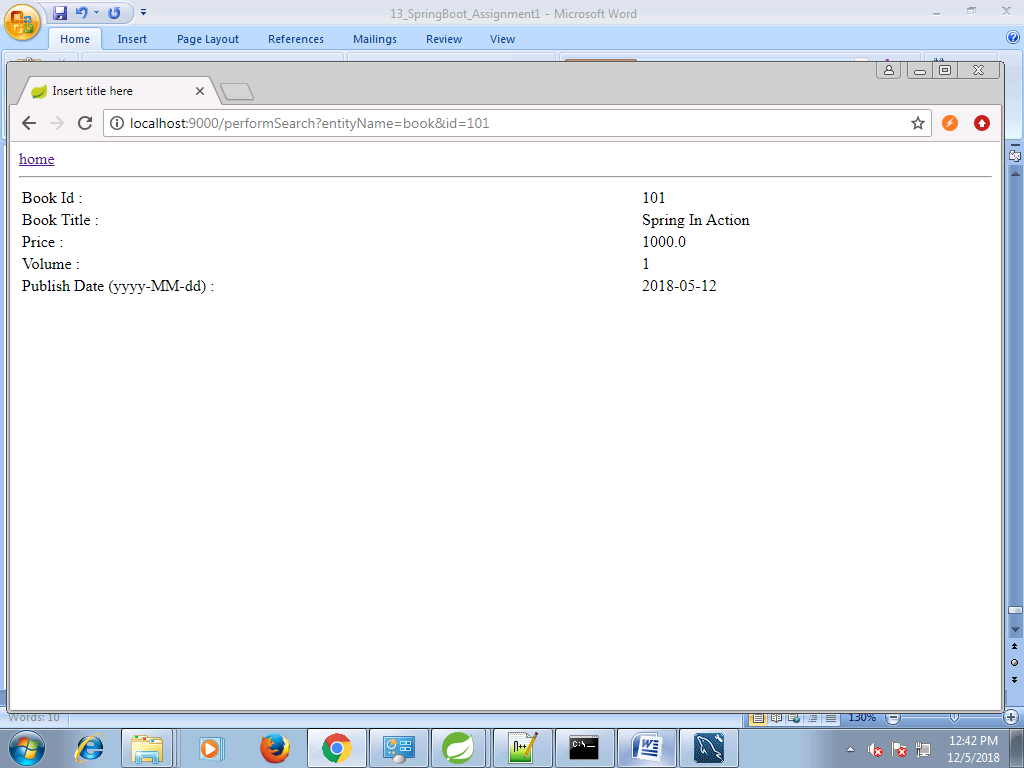 13_SpringBoot_Assignment1 - Microsoft Word
Home Insert Page Layout References Mailings Review View
Insert title here
localhost:9000/performSearch?entityName=book&id=101
home
Book Id : 101
Book Title : Spring In Action
Price : 1000.0
Volume : 1
Publish Date (yyyy-MM-dd) : 2018-05-12
Words: 10 130%
12:42 PM
12/5/2018